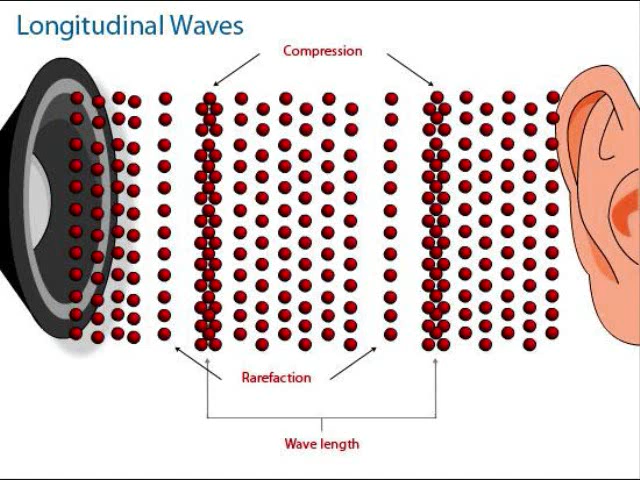 Longitudinal Waves
Compression
Rarefaction
Wave length